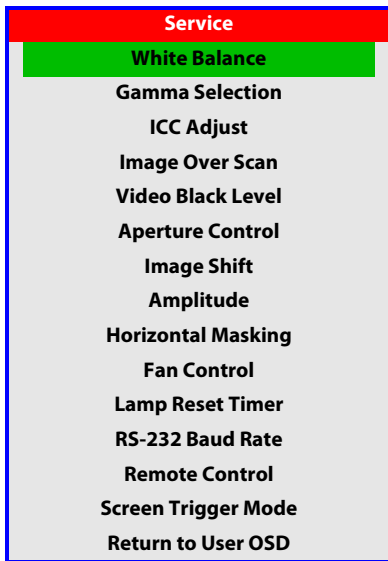 Service
White Balance
Gamma Selection
ICC Adjust
Image Over Scan
Video Black Level
Aperture Control
Image Shift
Amplitude
Horizontal Masking
Fan Control
Lamp Reset Timer
RS-232 Baud Rate
Remote Control
Screen Trigger Mode
Return to User OSD